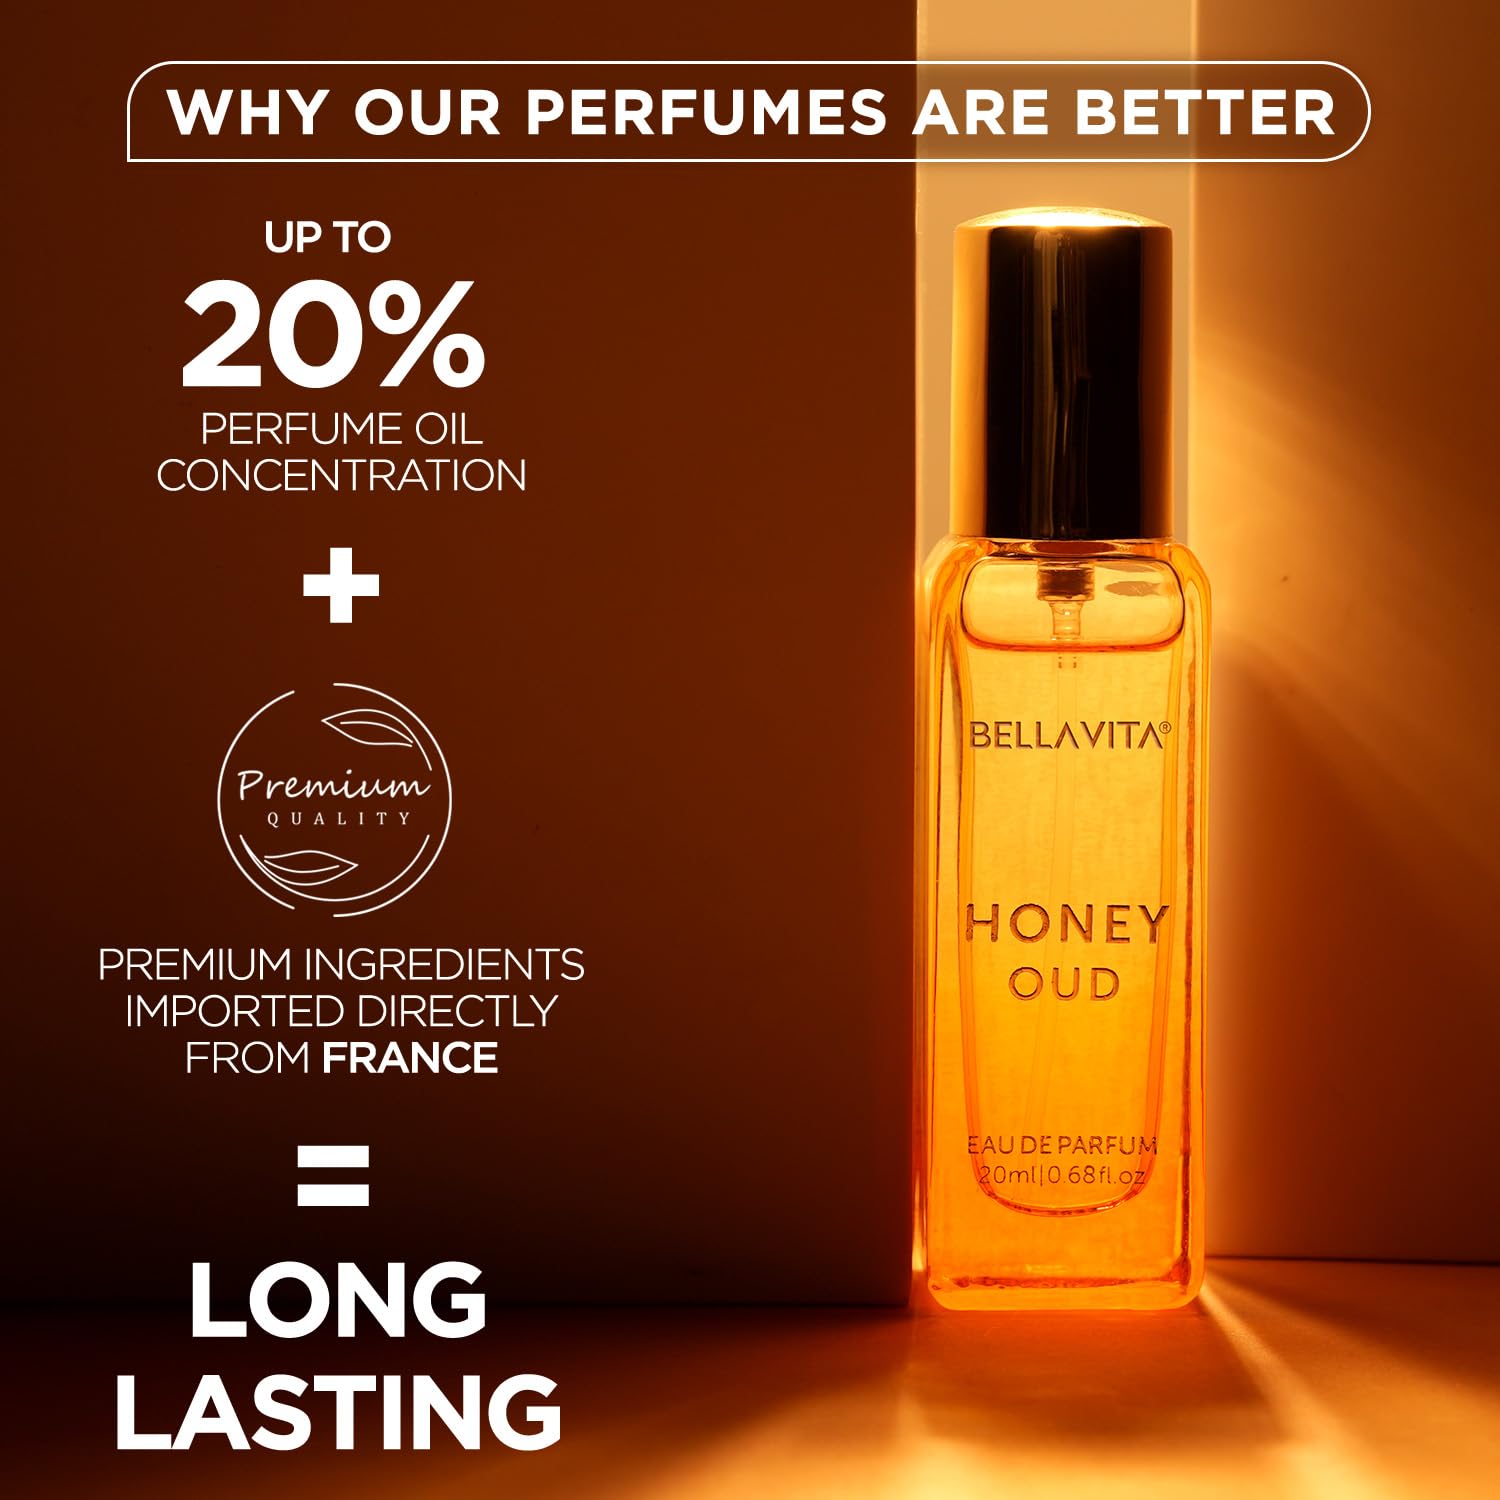 WHY OUR PERFUMES ARE BETTER
UP TO
20%
PERFUME OIL
CONCENTRATION
+
Premium
QUALITY
PREMIUM INGREDIENTS
IMPORTED DIRECTLY
FROM FRANCE
=
LONG
LASTING
BELLAVITA®
HONEY
OUD
EAU DE PARFUM
20ml|0.68fl.oz